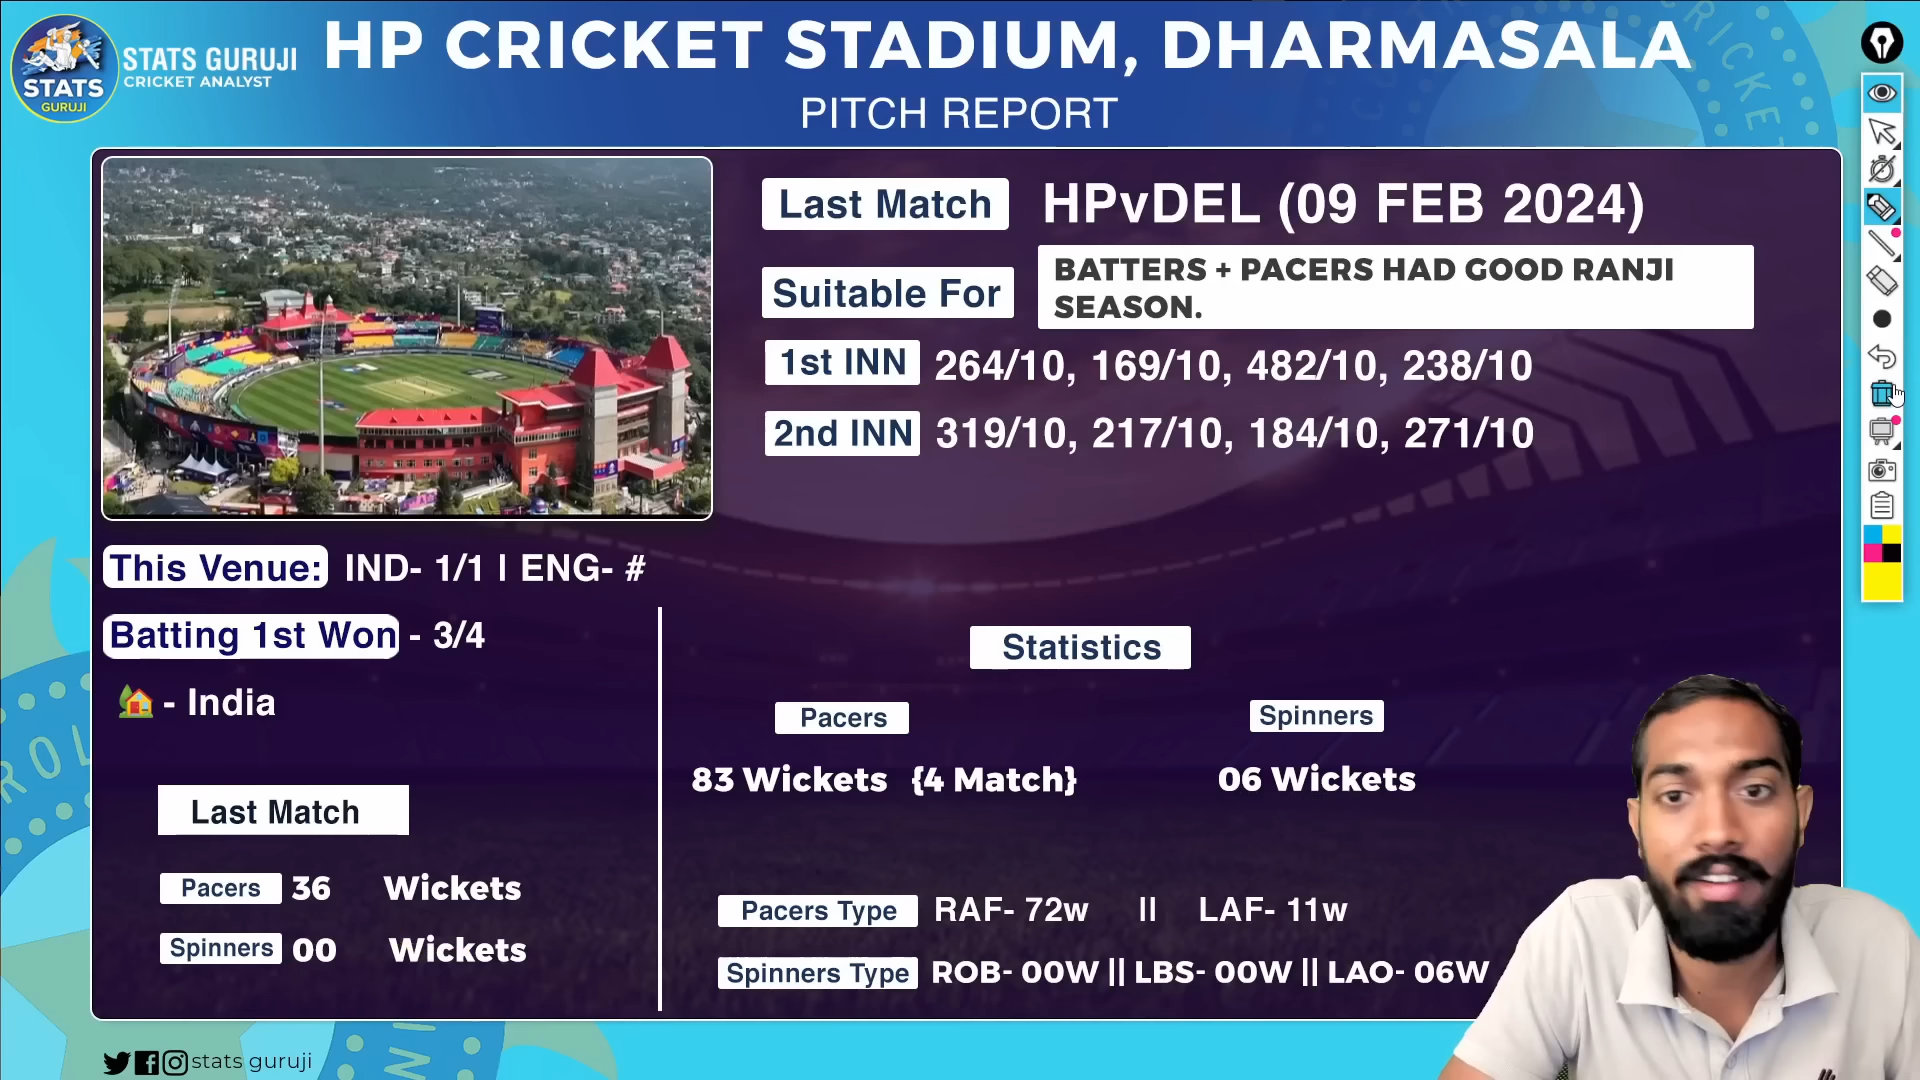 HP CRICKET STADIUM, DHARMASALA
PITCH REPORT
STATS GURUJI
CRICKET ANALYST
STATS
GURUJI
Last Match HPvDEL (09 FEB 2024)
Suitable For BATTERS + PACERS HAD GOOD RANJI
SEASON.
1st INN 264/10, 169/10, 482/10, 238/10
2nd INN 319/10, 217/10, 184/10, 271/10
This Venue: IND- 1/1 | ENG- #
Batting 1st Won - 3/4
- India
Last Match
Pacers 36 Wickets
Spinners 00 Wickets
Statistics
Pacers
Spinners
83 Wickets {4 Match}
06 Wickets
Pacers Type RAF- 72w || LAF- 11w
Spinners Type ROB- 00W || LBS- 00W || LAO- 06W
stats guruji